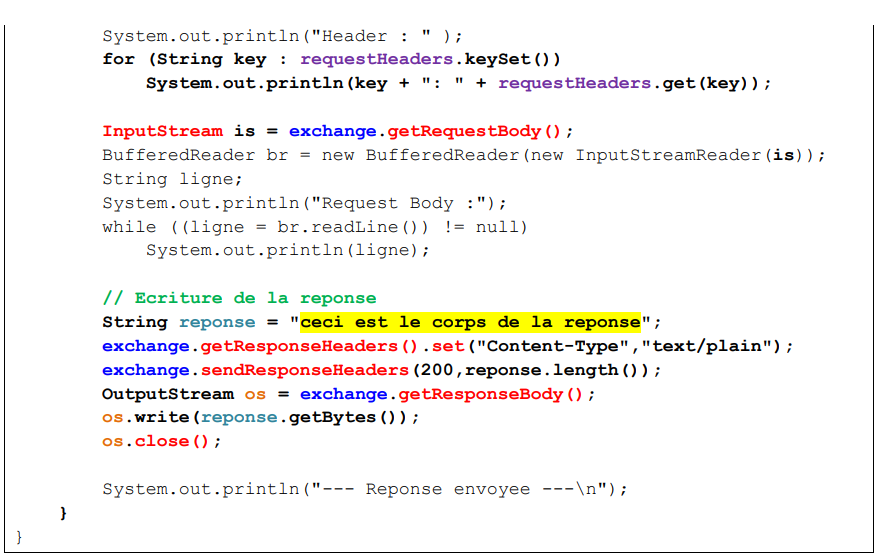 System.out.println("Header : " );
for (String key : requestHeaders.keySet())
System.out.println(key + ": " + requestHeaders.get(key));
InputStream is = exchange.getRequestBody();
BufferedReader br = new BufferedReader(new InputStreamReader(is));
String ligne;
System.out.println("Request Body :");
while ((ligne = br.readLine()) != null)
System.out.println(ligne);
// Ecriture de la reponse
String reponse = "ceci est le corps de la reponse";
exchange.getResponseHeaders().set("Content-Type","text/plain");
exchange.sendResponseHeaders(200,reponse.length());
OutputStream os = exchange.getResponseBody();
os.write(reponse.getBytes());
os.close();
System.out.println("--- Reponse envoyee ---\n");
}
}